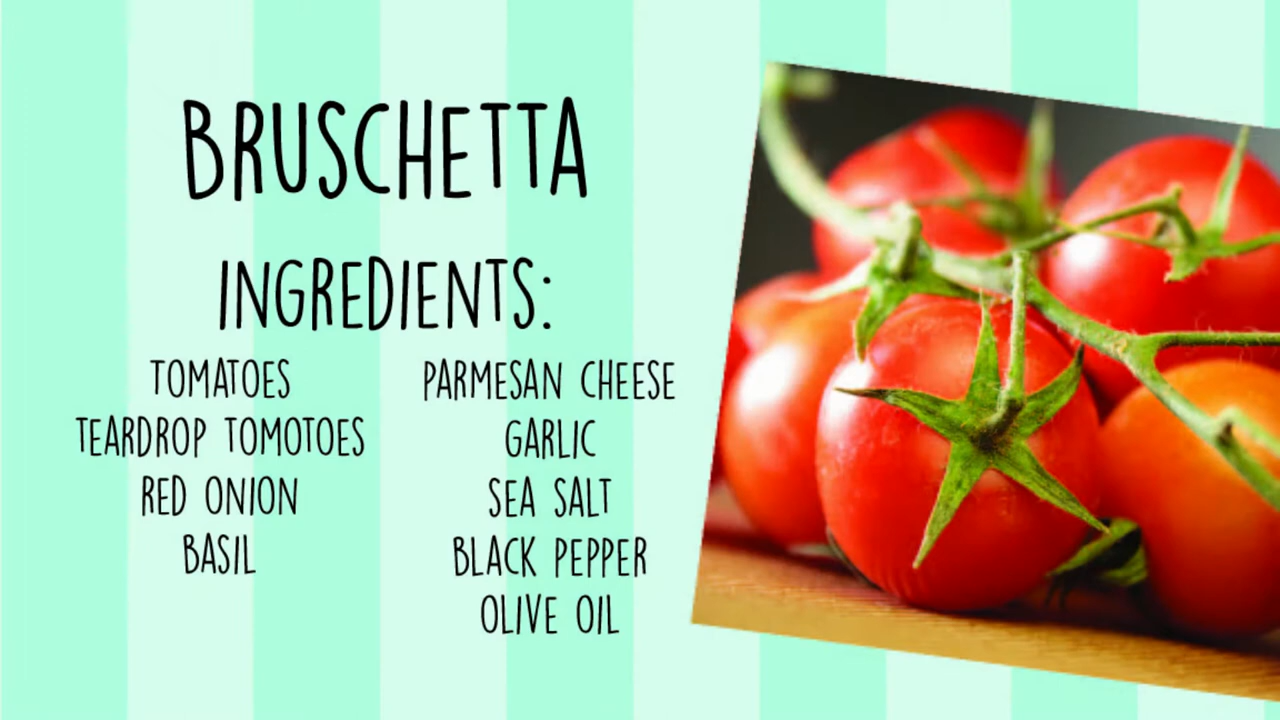 BRUSCHETTA
INGREDIENTS:
TOMATOES
TEARDROP TOMOTOES
RED ONION
BASIL
PARMESAN CHEESE
GARLIC
SEA SALT
BLACK PEPPER
OLIVE OIL